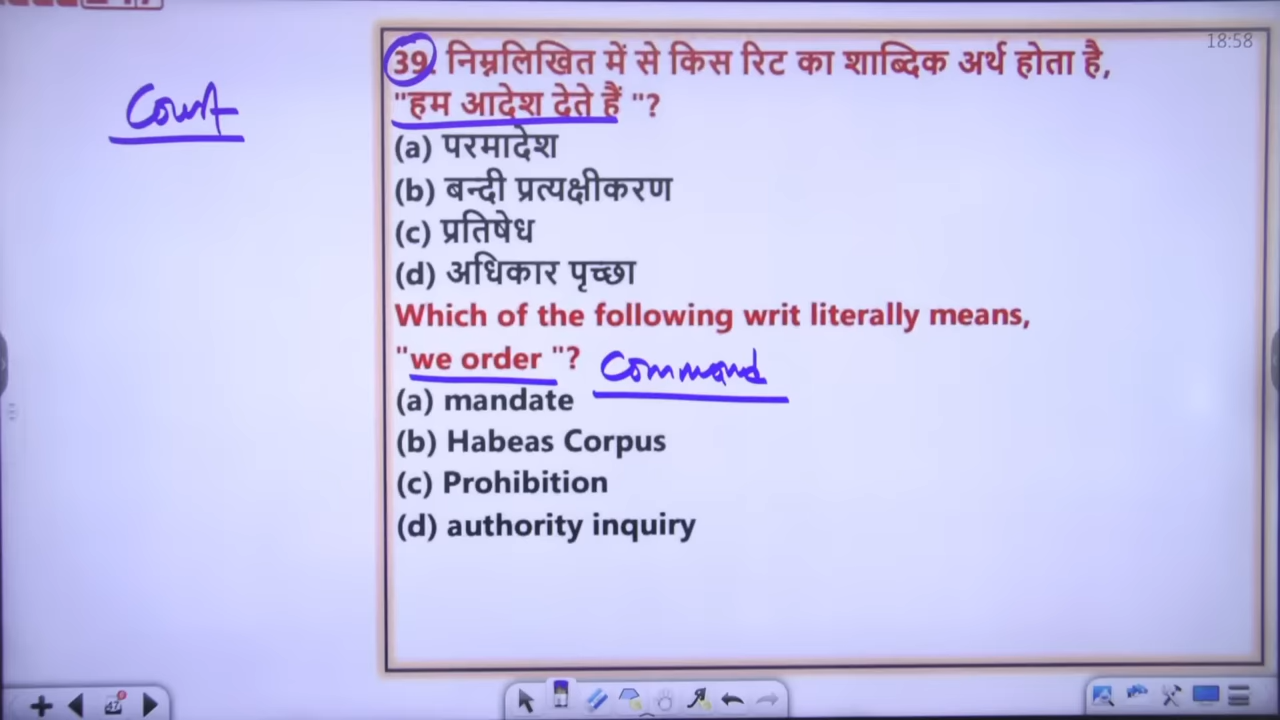 18:58
Court
39. निम्नलिखित में से किस रिट का शाब्दिक अर्थ होता है,
"हम आदेश देते हैं "?
(a) परमादेश
(b) बन्दी प्रत्यक्षीकरण
(c) प्रतिषेध
(d) अधिकार पृच्छा
Which of the following writ literally means,
"we order "?
Command
(a) mandate
(b) Habeas Corpus
(c) Prohibition
(d) authority inquiry
47